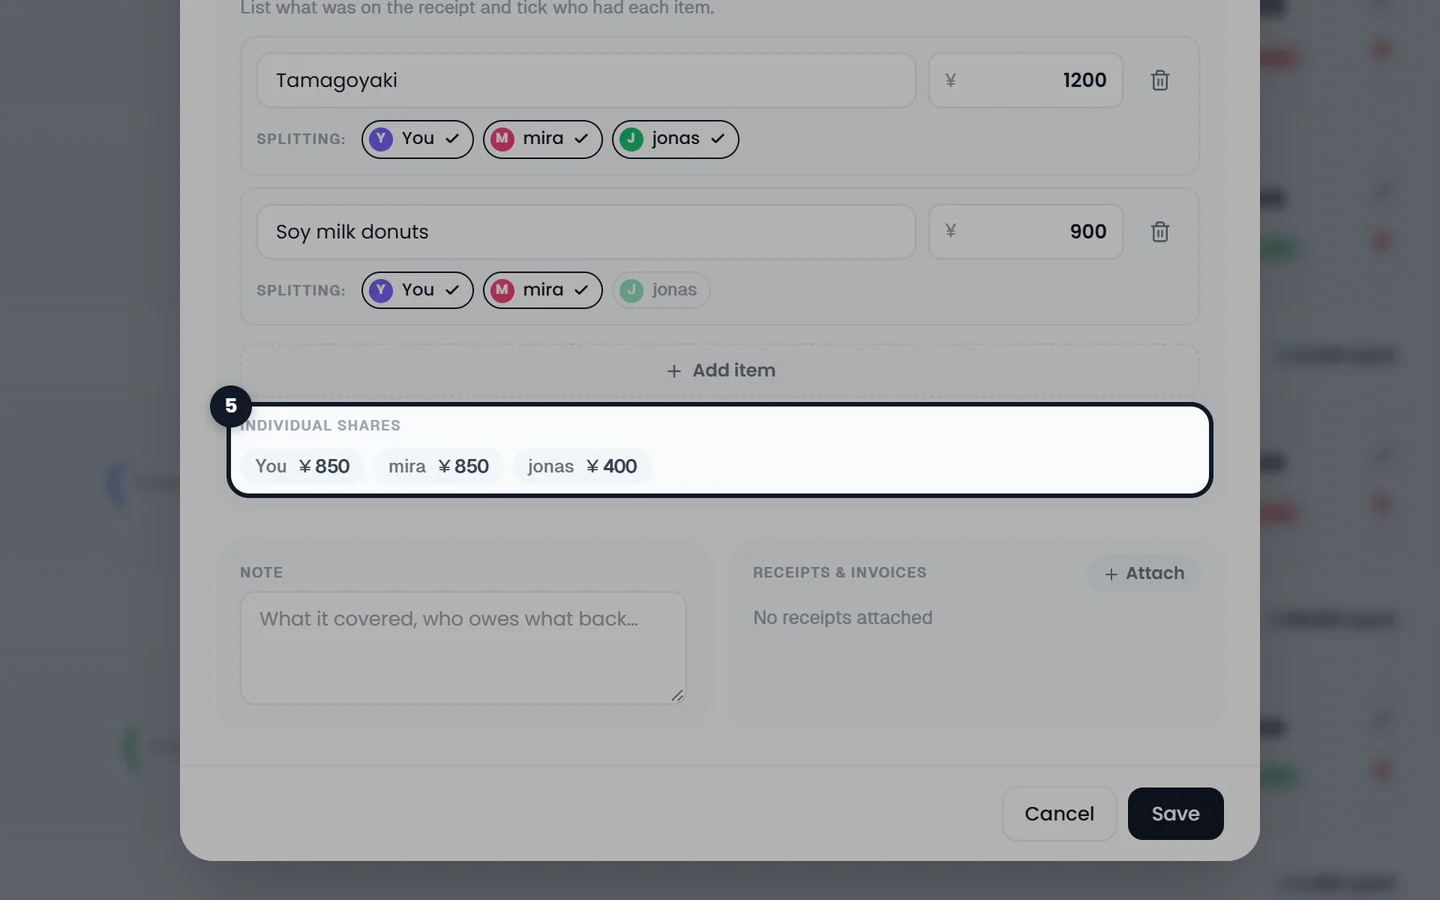 List what was on the receipt and tick who had each item.
Tamagoyaki
¥ 1200
SPLITTING: Y You M mira J jonas
Soy milk donuts
¥ 900
SPLITTING: Y You M mira J jonas
+ Add item
5
INDIVIDUAL SHARES
You ¥ 850 mira ¥ 850 jonas ¥ 400
NOTE
What it covered, who owes what back...
RECEIPTS & INVOICES
+ Attach
No receipts attached
Cancel
Save